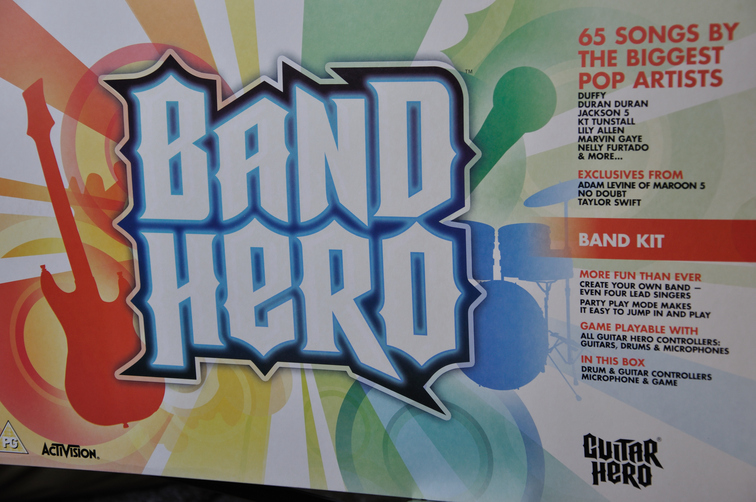 BAND
HERO
TM
65 SONGS BY
THE BIGGEST
POP ARTISTS
DUFFY
DURAN DURAN
JACKSON 5
KT TUNSTALL
LILY ALLEN
MARVIN GAYE
NELLY FURTADO
& MORE...
EXCLUSIVES FROM
ADAM LEVINE OF MAROON 5
NO DOUBT
TAYLOR SWIFT
BAND KIT
MORE FUN THAN EVER
CREATE YOUR OWN BAND –
EVEN FOUR LEAD SINGERS
PARTY PLAY MODE MAKES
IT EASY TO JUMP IN AND PLAY
GAME PLAYABLE WITH
ALL GUITAR HERO CONTROLLERS:
GUITARS, DRUMS & MICROPHONES
IN THIS BOX
DRUM & GUITAR CONTROLLERS
MICROPHONE & GAME
PG
ACTIVISION®
GUITAR
HERO®